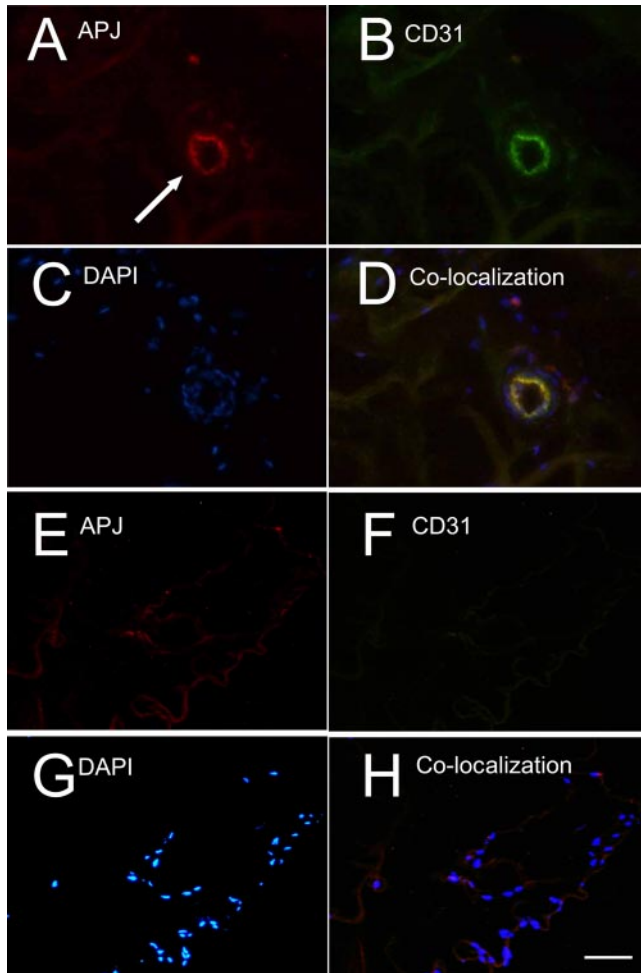 A APJ
B CD31
C DAPI
D Co-localization
E APJ
F CD31
G DAPI
H Co-localization